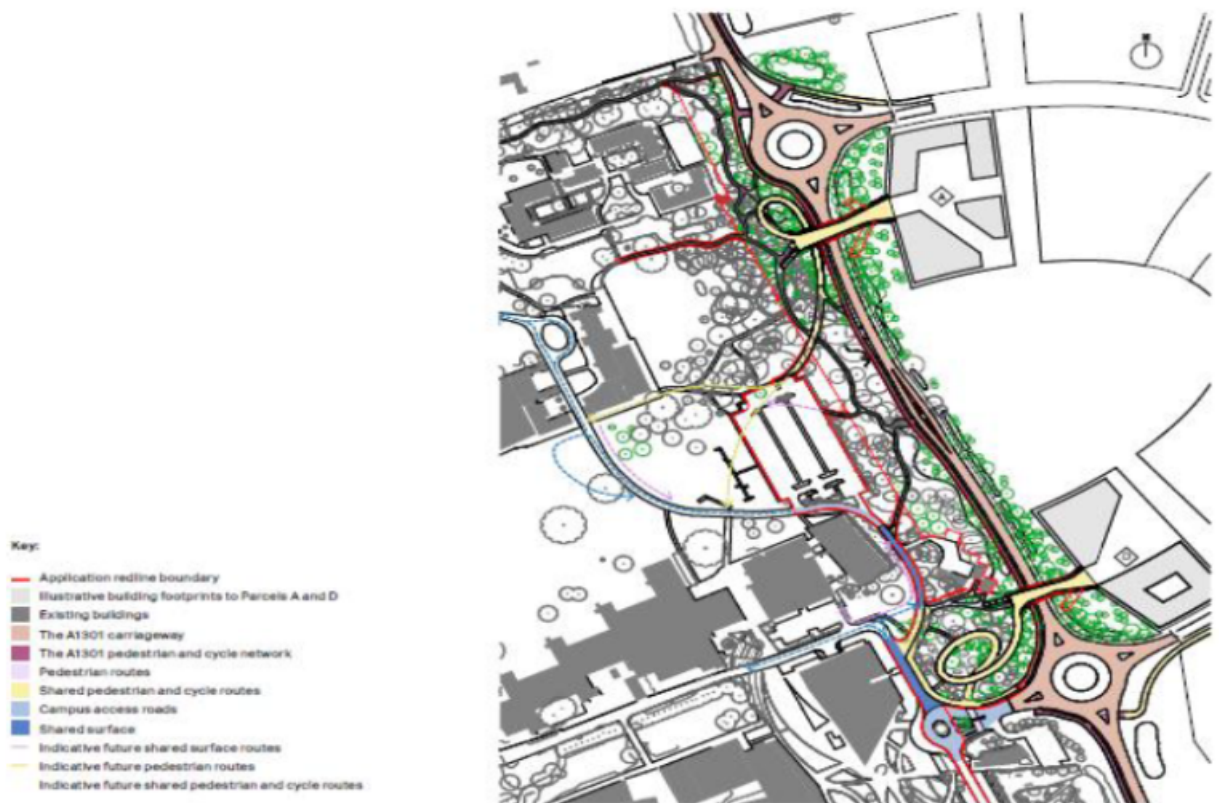 Key:
Application redline boundary
Illustrative building footprints to Parcels A and D
Existing buildings
The A1301 carriageway
The A1301 pedestrian and cycle network
Pedestrian routes
Shared pedestrian and cycle routes
Campus access roads
Shared surface
Indicative future shared surface routes
Indicative future pedestrian routes
Indicative future shared pedestrian and cycle routes
A